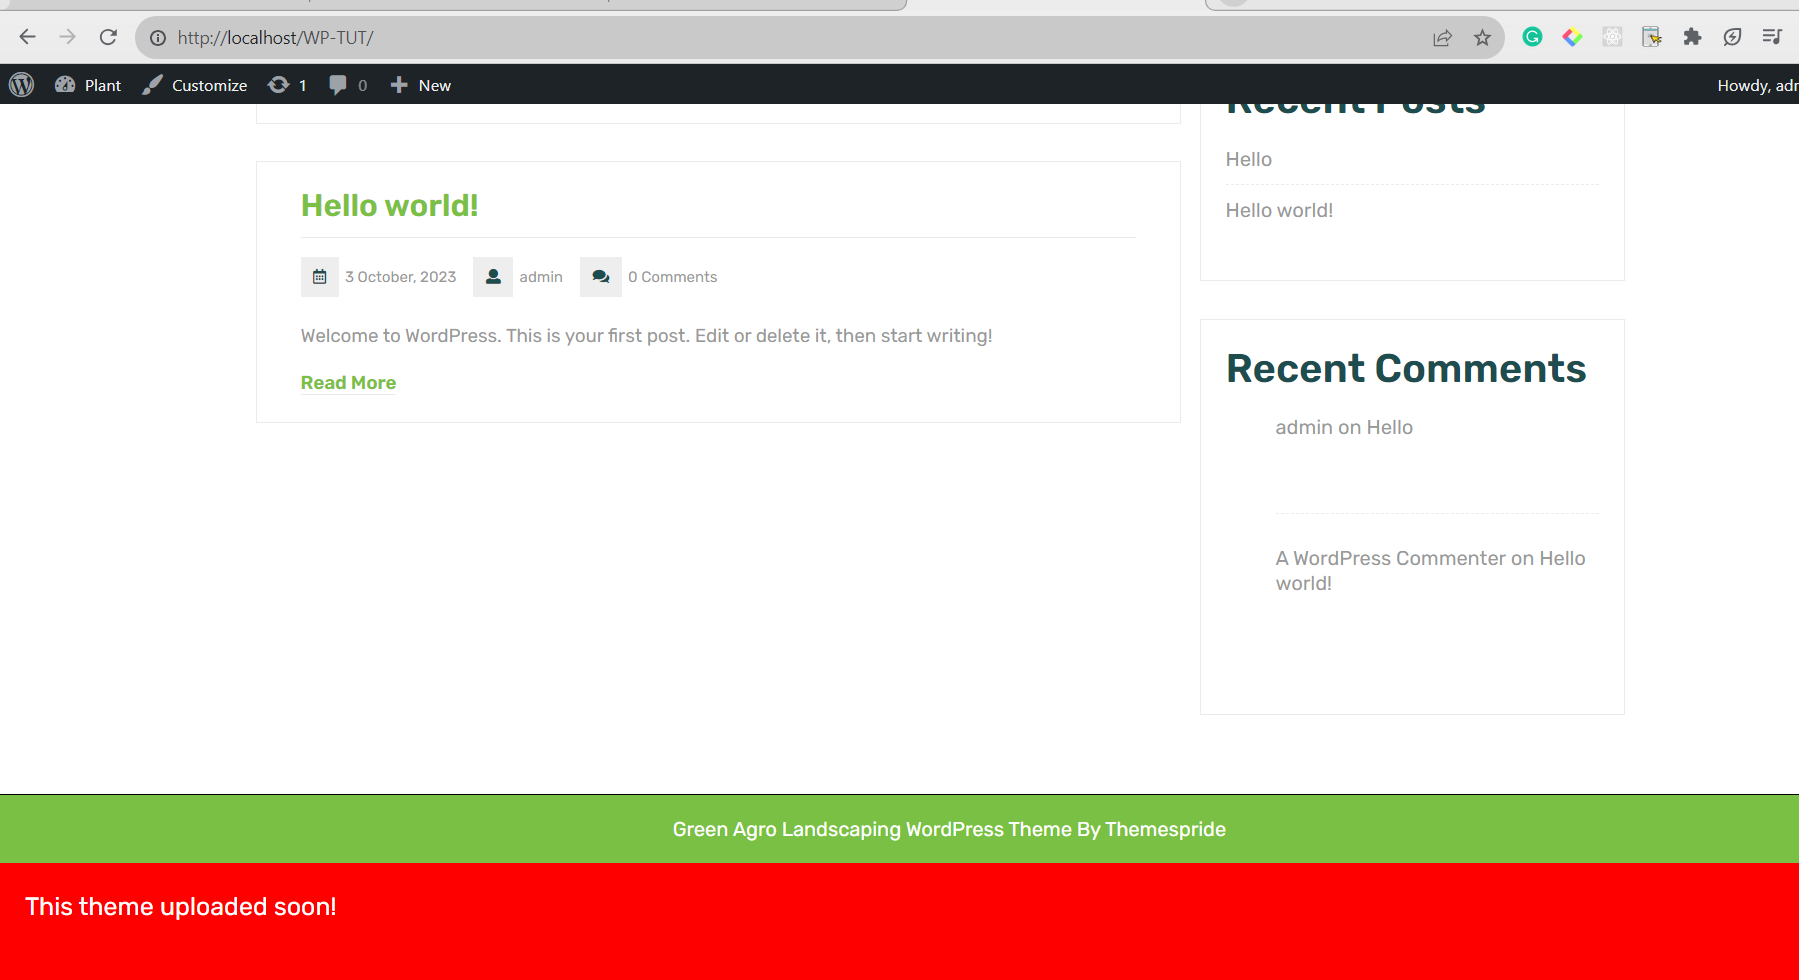 http://localhost/WP-TUT/
Plant
Customize
1
0
New
Howdy, adm
Recent Posts
Hello
Hello world!
Hello world!
3 October, 2023
admin
0 Comments
Welcome to WordPress. This is your first post. Edit or delete it, then start writing!
Read More
Recent Comments
admin on Hello
A WordPress Commenter on Hello
world!
Green Agro Landscaping WordPress Theme By Themespride
This theme uploaded soon!